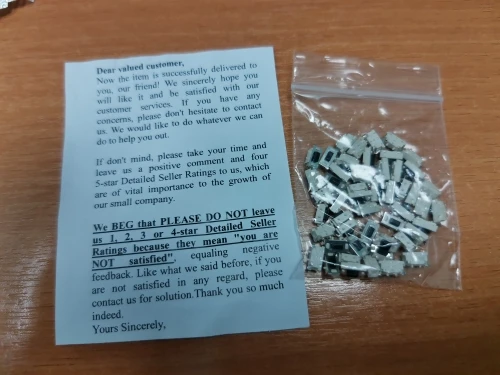 Dear valued customer,
Now the item is successfully delivered to
you, our friend! We sincerely hope you
will like it and be satisfied with our
customer services. If you have any
concerns, please don't hesitate to contact
us. We would like to do whatever we can
do to help you out.
If don't mind, please take your time and
leave us a positive comment and four
5-star Detailed Seller Ratings to us, which
are of vital importance to the growth of
our small company.
We BEG that PLEASE DO NOT leave
us 1, 2, 3 or 4-star Detailed Seller
Ratings because they mean "you are
NOT satisfied", equaling negative
feedback. Like what we said before, if you
are not satisfied in any regard, please
contact us for solution.Thank you so much
indeed.
Yours Sincerely,